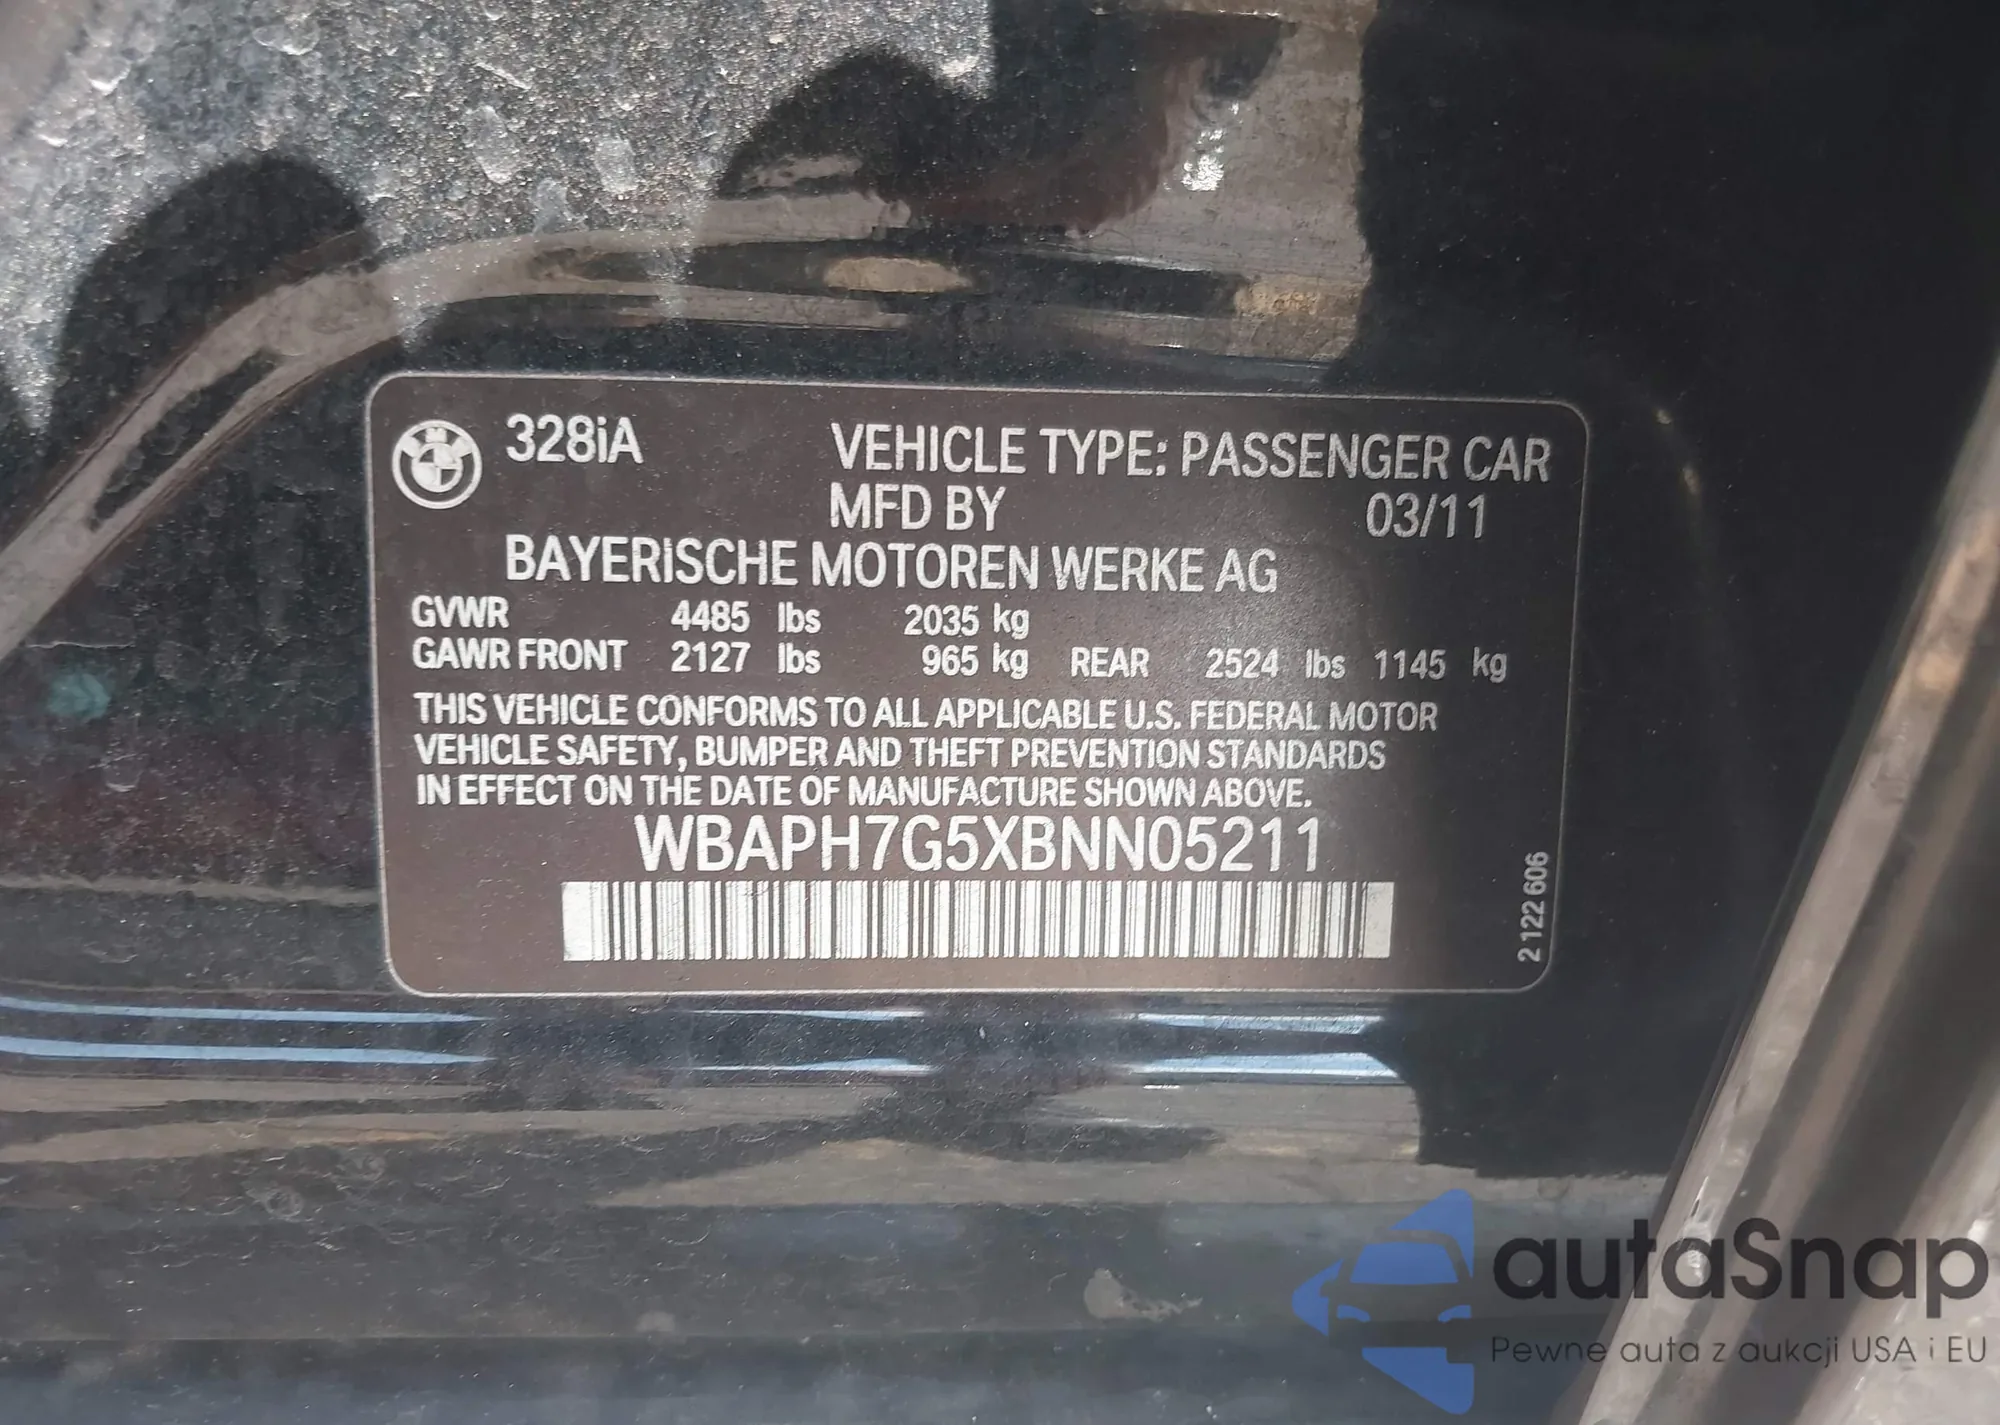 328iA
VEHICLE TYPE: PASSENGER CAR
MFD BY 03/11
BAYERISCHE MOTOREN WERKE AG
GVWR 4485 lbs 2035 kg
GAWR FRONT 2127 lbs 965 kg REAR 2524 lbs 1145 kg
THIS VEHICLE CONFORMS TO ALL APPLICABLE U.S. FEDERAL MOTOR
VEHICLE SAFETY, BUMPER AND THEFT PREVENTION STANDARDS
IN EFFECT ON THE DATE OF MANUFACTURE SHOWN ABOVE.
WBAPH7G5XBNN05211
2 122 606
autaSnap
Pewne auta z aukcji USA i EU